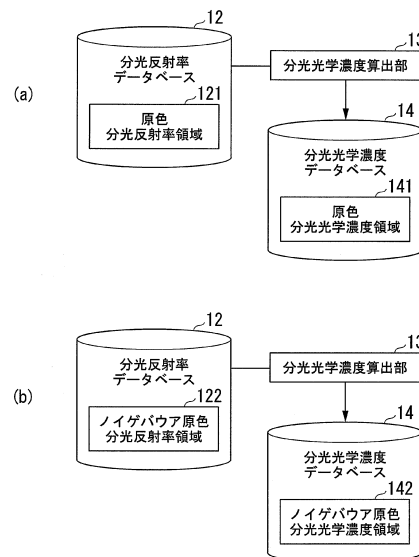 (a)
12
分光反射率
データベース
121
原色
分光反射率領域
13
分光光学濃度算出部
14
分光光学濃度
データベース
141
原色
分光光学濃度領域
(b)
12
分光反射率
データベース
122
ノイゲバウア原色
分光反射率領域
13
分光光学濃度算出部
14
分光光学濃度
データベース
142
ノイゲバウア原色
分光光学濃度領域